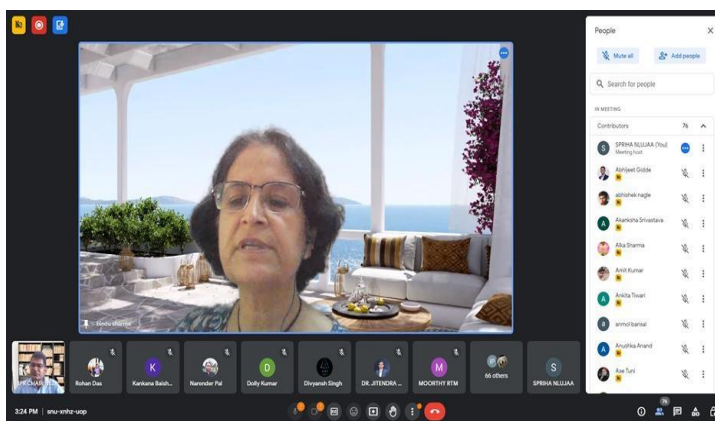 People
Mute all
Add people
Search for people
IN MEETING
Contributors 76
S SPRIHA NLUJAA (You)
Meeting host
Abhijeet Gidde
abhishek nagle
A Akanksha Srivastava
Alka Sharma
Amit Kumar
A Ankita Tiwari
a anmol bansal
A Anushka Anand
Ase Tuni
bindu sharma
Rohan Das
K Kankana Baish...
Narender Pal
D Dolly Kumar
Divyansh Singh
DR. JITENDRA ...
M MOORTHY RTM
66 others
S SPRIHA NLUJAA
3:24 PM | snu-xnhz-uop
76